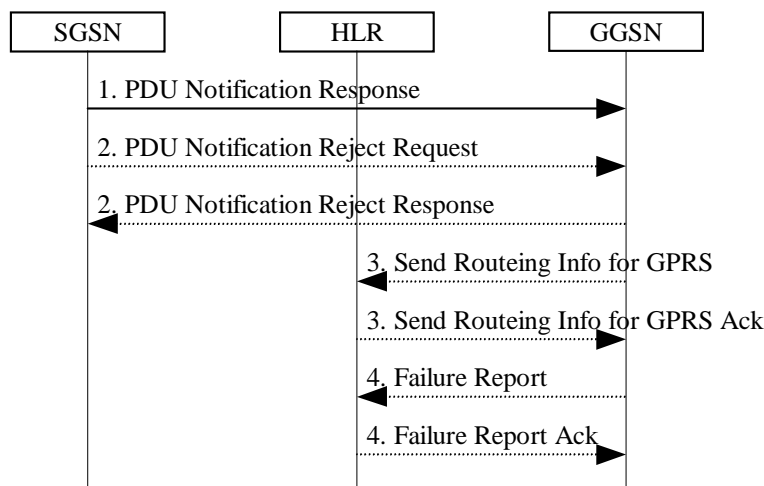 SGSN HLR GGSN
1. PDU Notification Response
2. PDU Notification Reject Request
2. PDU Notification Reject Response
3. Send Routeing Info for GPRS
3. Send Routeing Info for GPRS Ack
4. Failure Report
4. Failure Report Ack